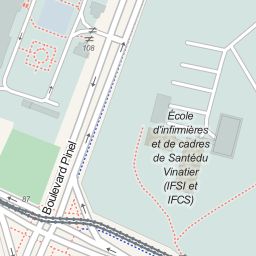 108
École
d'infirmières
et de cadres
de Santédu
Vinatier
(IFSI et
IFCS)
Boulevard Pinel
87